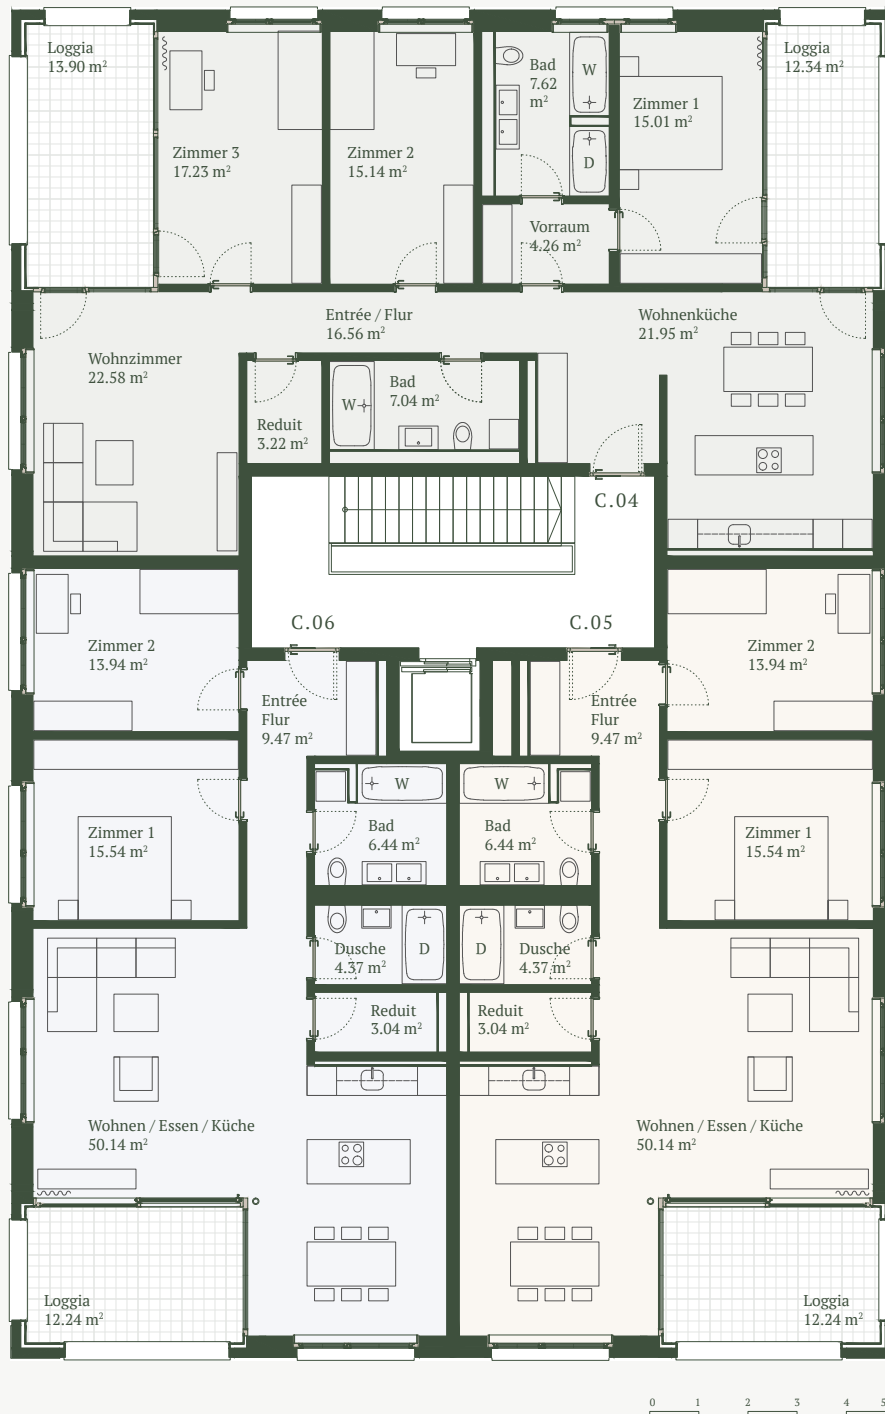 Loggia
13.90 m²
Zimmer 3
17.23 m²
Zimmer 2
15.14 m²
Bad
7.62
m²
W
D
Zimmer 1
15.01 m²
Loggia
12.34 m²
Vorraum
4.26 m²
Entrée / Flur
16.56 m²
Wohnenküche
21.95 m²
Wohnzimmer
22.58 m²
Reduit
3.22 m²
W
Bad
7.04 m²
C.04
C.06
C.05
Zimmer 2
13.94 m²
Entrée
Flur
9.47 m²
Entrée
Flur
9.47 m²
Zimmer 2
13.94 m²
Zimmer 1
15.54 m²
W
Bad
6.44 m²
W
Bad
6.44 m²
Zimmer 1
15.54 m²
Dusche
4.37 m²
D
D
Dusche
4.37 m²
Reduit
3.04 m²
Reduit
3.04 m²
Wohnen / Essen / Küche
50.14 m²
Wohnen / Essen / Küche
50.14 m²
Loggia
12.24 m²
Loggia
12.24 m²
0 1 2 3 4 5